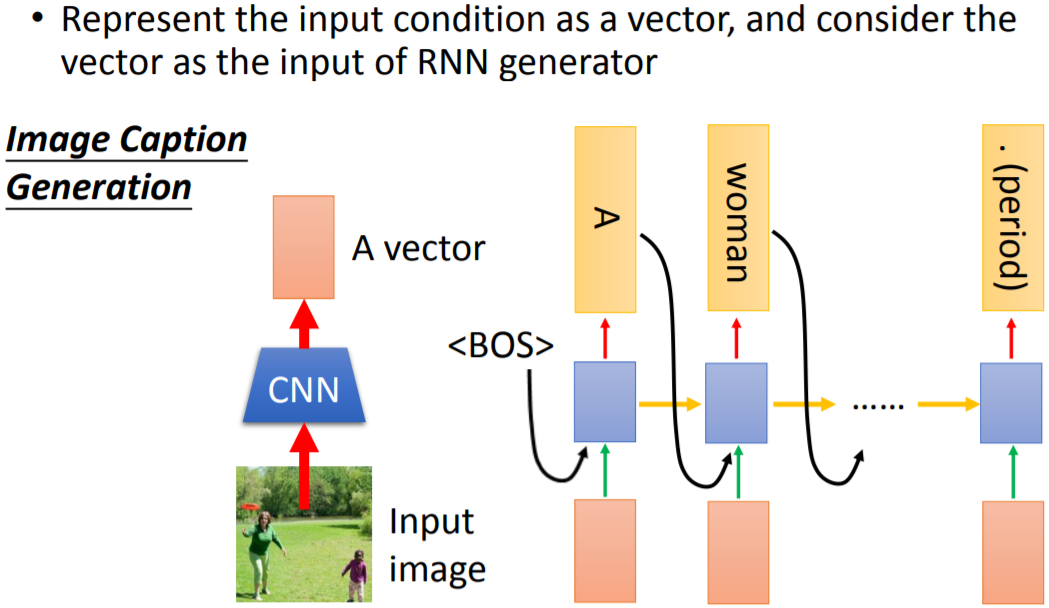 • Represent the input condition as a vector, and consider the
vector as the input of RNN generator
Image Caption
Generation
A vector
CNN
Input
image
<BOS>
A
woman
. (period)
......